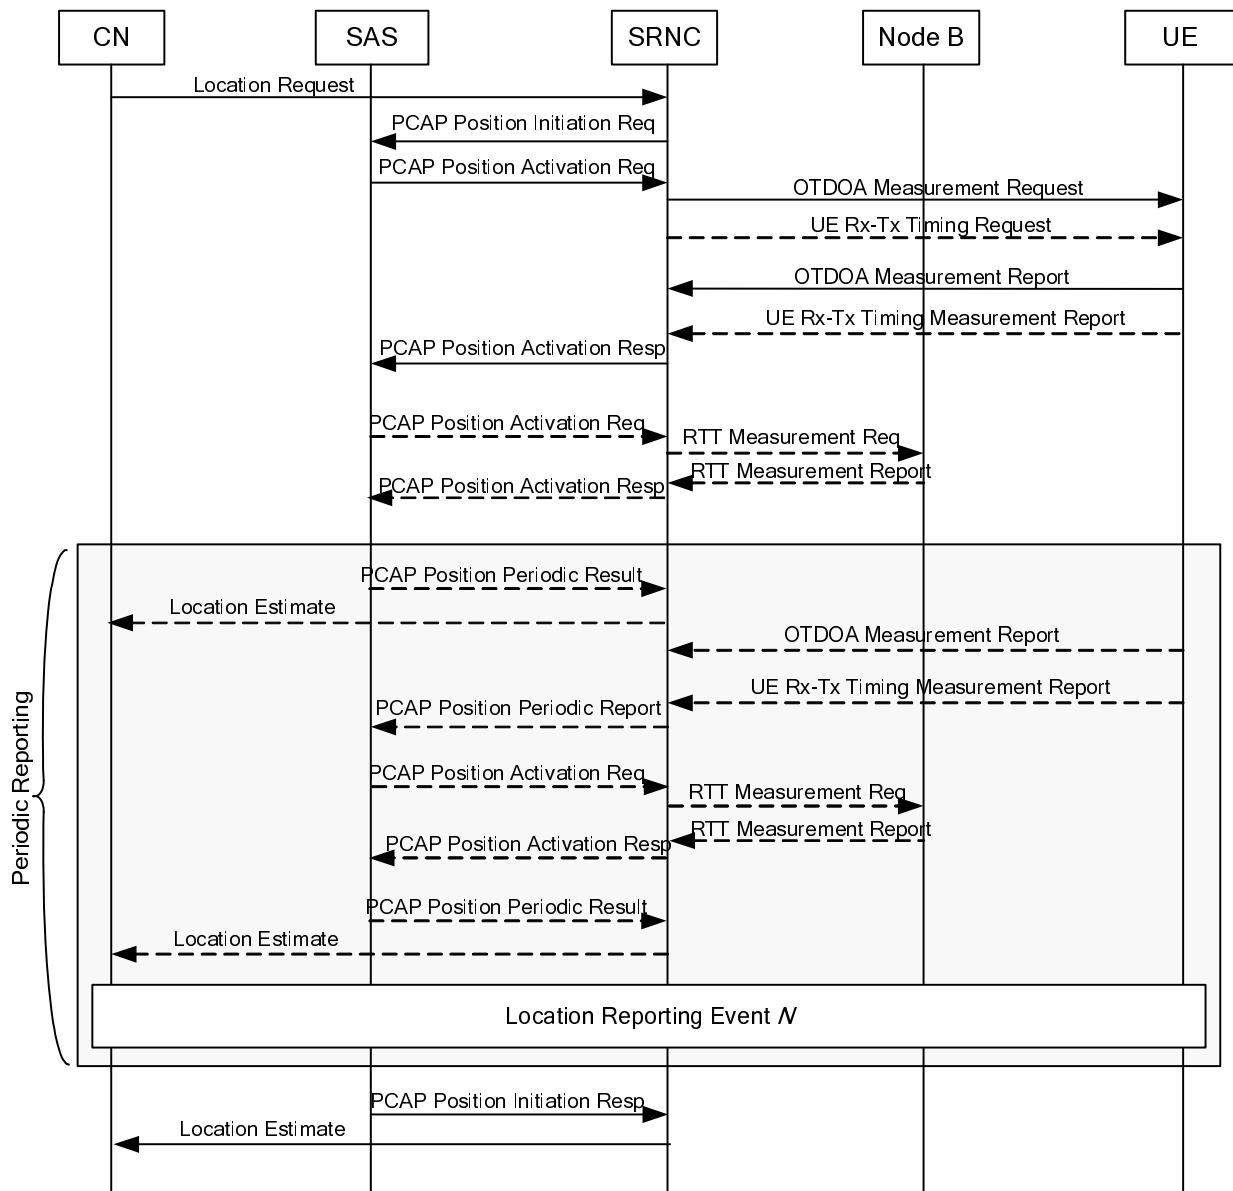 CN
SAS
SRNC
Node B
UE
Location Request
PCAP Position Initiation Req
PCAP Position Activation Req
OTDOA Measurement Request
UE Rx-Tx Timing Request
OTDOA Measurement Report
UE Rx-Tx Timing Measurement Report
PCAP Position Activation Resp
PCAP Position Activation Req
RTT Measurement Req
RTT Measurement Report
PCAP Position Activation Resp
Periodic Reporting
PCAP Position Periodic Result
Location Estimate
OTDOA Measurement Report
UE Rx-Tx Timing Measurement Report
PCAP Position Periodic Report
PCAP Position Activation Req
RTT Measurement Req
RTT Measurement Report
PCAP Position Activation Resp
PCAP Position Periodic Result
Location Estimate
Location Reporting Event N
PCAP Position Initiation Resp
Location Estimate